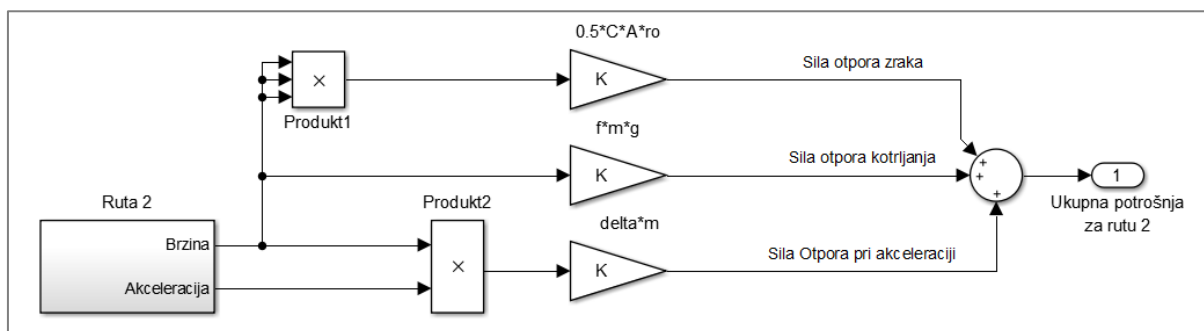 0.5*C*A*ro
K
Sila otpora zraka
×
Produkt1
f*m*g
K
Sila otpora kotrljanja
+
+
+
1
Ukupna potrošnja
za rutu 2
Ruta 2
Brzina
Akceleracija
Produkt2
×
delta*m
K
Sila Otpora pri akceleraciji